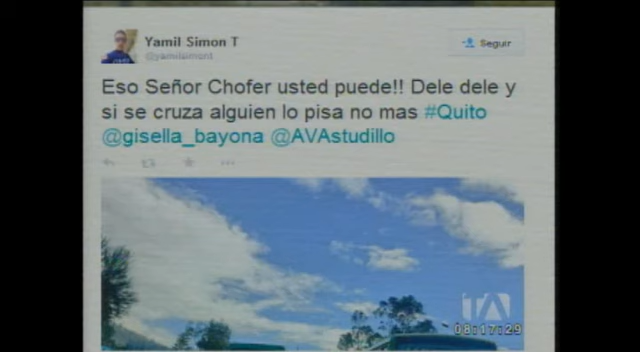 Yamil Simon T
@yamilsimont
Seguir
Eso Señor Chofer usted puede!! Dele dele y
si se cruza alguien lo pisa no mas #Quito
@gisella_bayona @AVAstudillo
TA
08:17:29